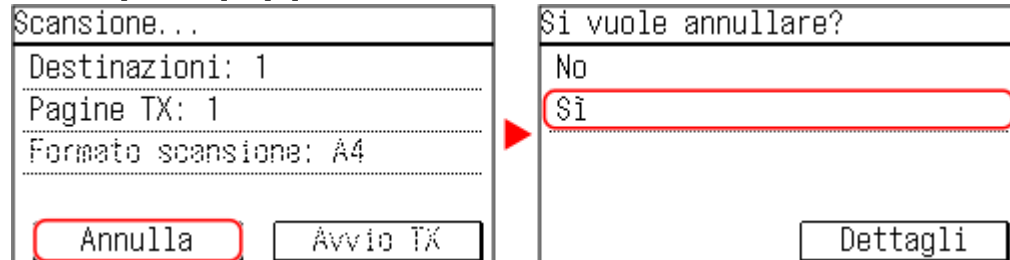 Scansione...
Destinazioni: 1
Pagine TX: 1
Formato scansione: A4
Annulla
Avvio TX
Si vuole annullare?
No
Sì
Dettagli